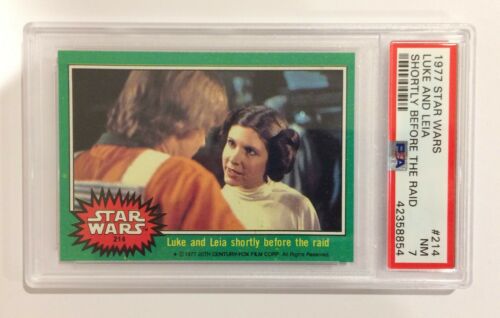 STAR
WARS
214
Luke and Leia shortly before the raid
★ © 1977 20TH CENTURY-FOX FILM CORP. All Rights Reserved.
1977 STAR WARS
LUKE AND LEIA
SHORTLY BEFORE THE RAID
#214
NM
7
PSA
42358854